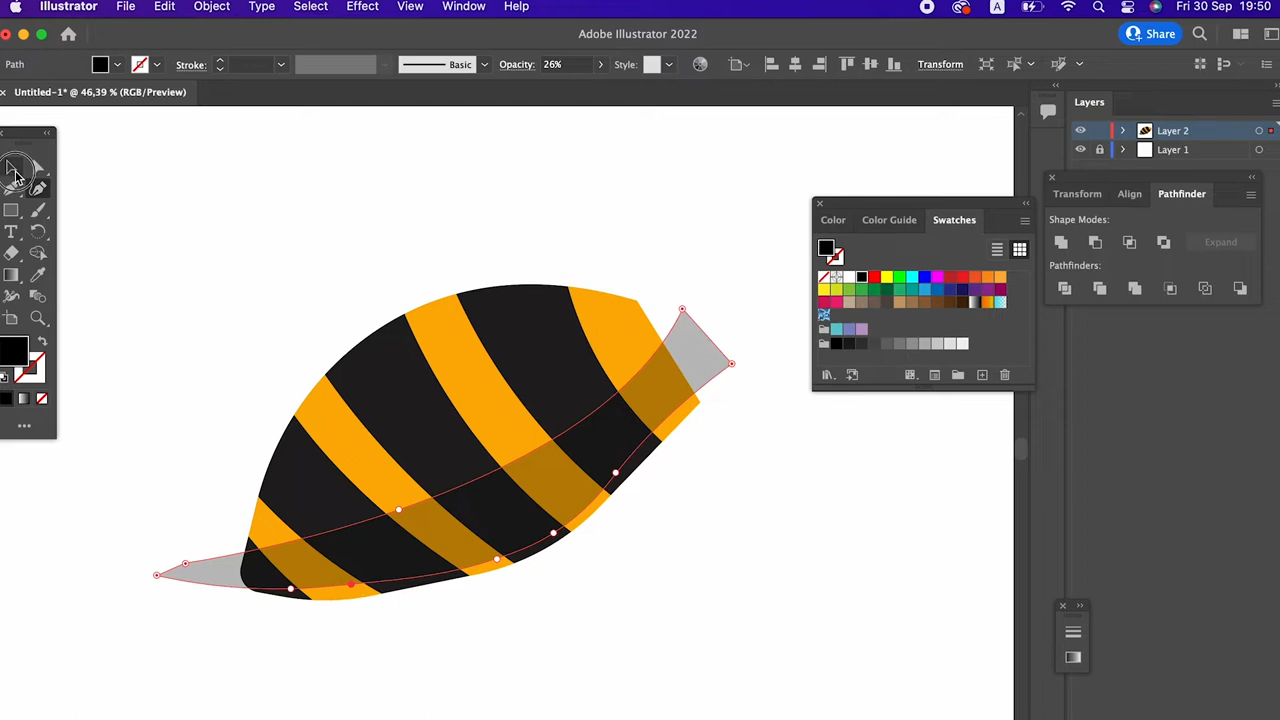 Illustrator File Edit Object Type Select Effect View Window Help A Fri 30 Sep 19:50
Adobe Illustrator 2022 Share
Path Stroke: Basic Opacity: 26% Style: Transform
Untitled-1* @ 46,39 % (RGB/Preview)
Layers
Layer 2
Layer 1
Transform Align Pathfinder
Shape Modes:
Expand
Pathfinders:
Color Color Guide Swatches